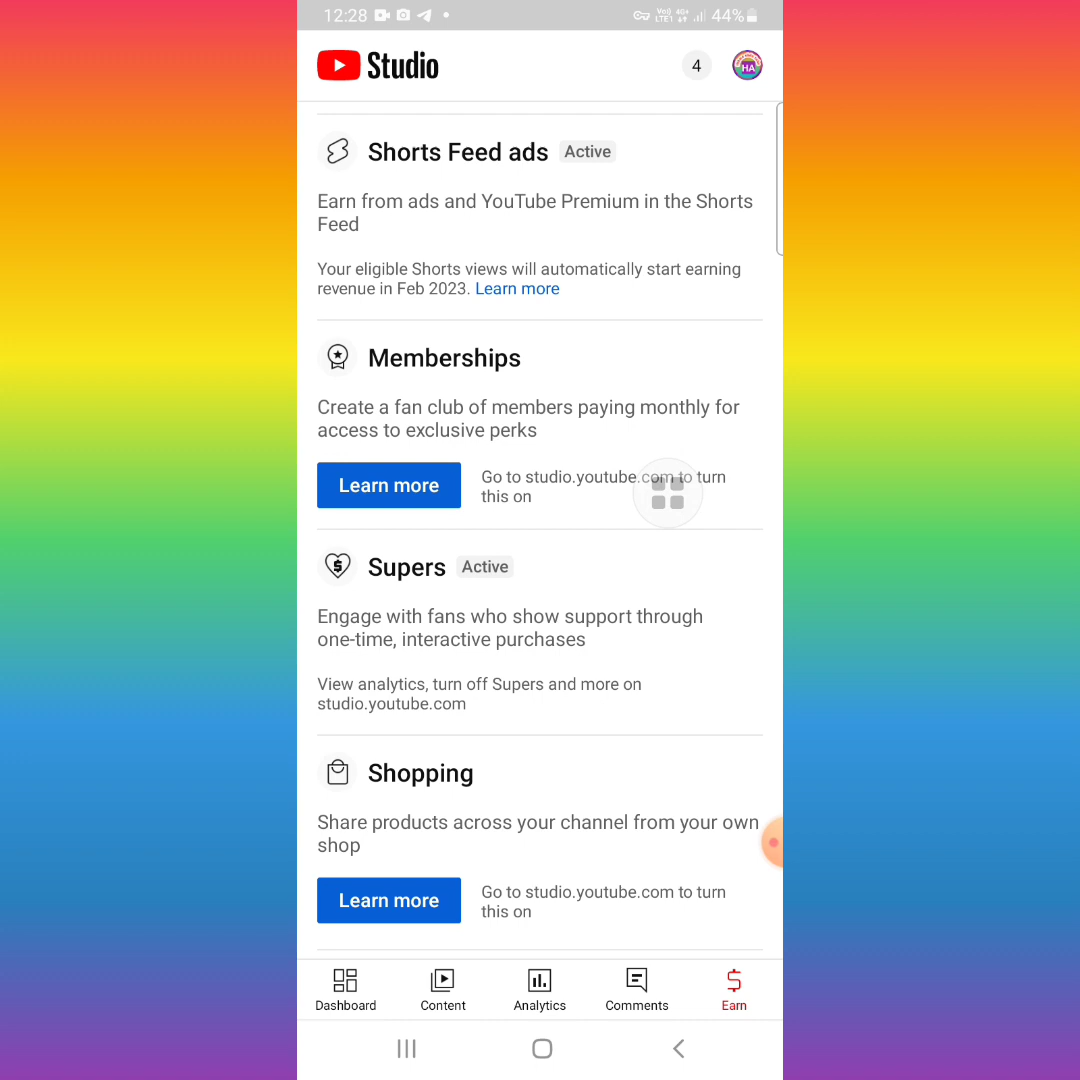 12:28
Vo)) 4G+ LTE1 44%
Studio
4
HA
Shorts Feed ads Active
Earn from ads and YouTube Premium in the Shorts
Feed
Your eligible Shorts views will automatically start earning
revenue in Feb 2023. Learn more
Memberships
Create a fan club of members paying monthly for
access to exclusive perks
Learn more
Go to studio.youtube.com to turn
this on
Supers Active
Engage with fans who show support through
one-time, interactive purchases
View analytics, turn off Supers and more on
studio.youtube.com
Shopping
Share products across your channel from your own
shop
Learn more
Go to studio.youtube.com to turn
this on
Dashboard Content Analytics Comments Earn